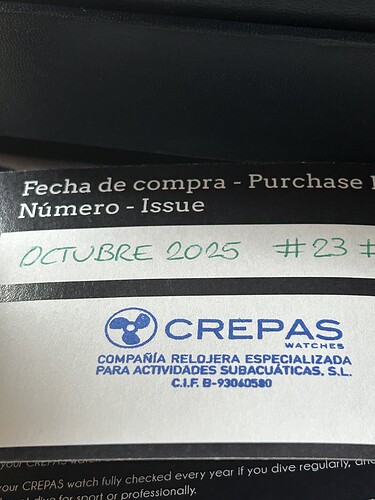 Fecha de compra - Purchase
Número - Issue
OCTUBRE 2025 #23 #
CREPAS
WATCHES
COMPAÑÍA RELOJERA ESPECIALIZADA
PARA ACTIVIDADES SUBACUÁTICAS, S.L.
C.I.F. B-93040580
your CREPAS watch fully checked every year if you dive regularly, and
dive for sport or professionally.